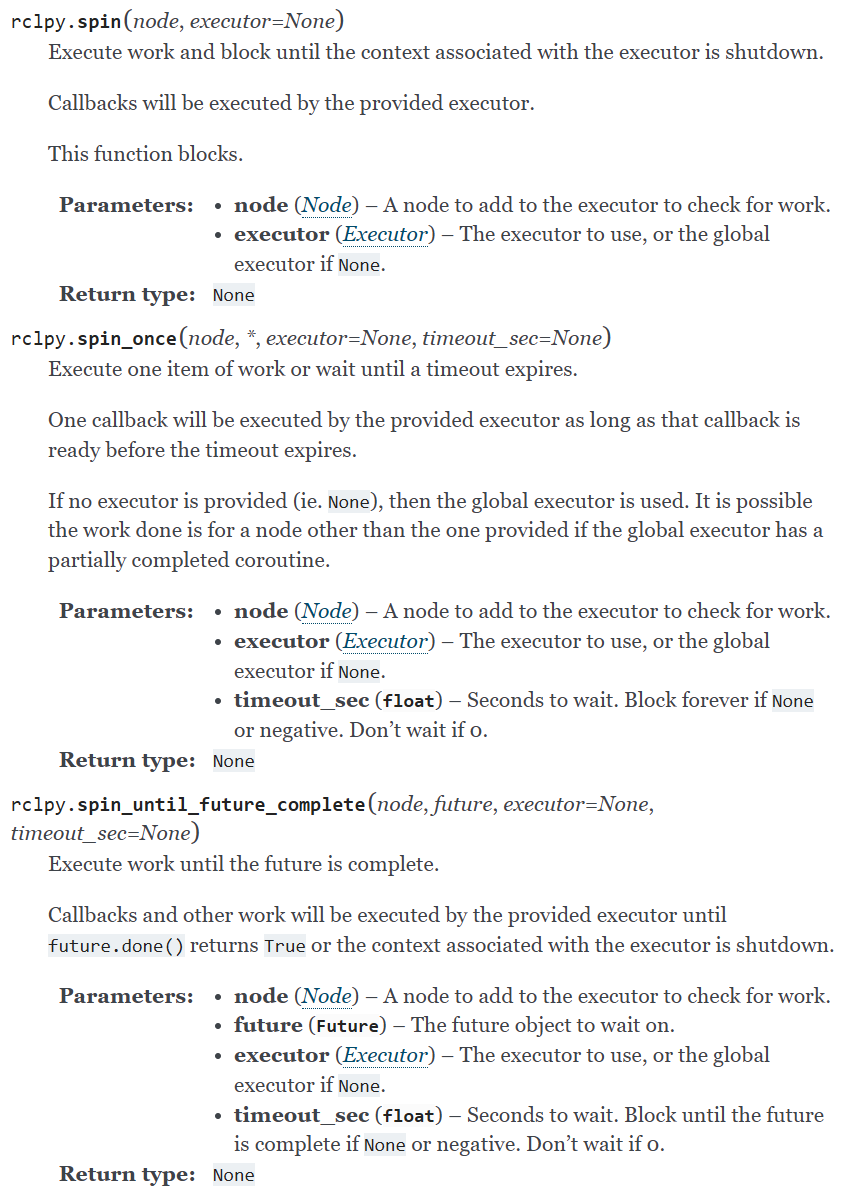 rclpy.spin(node, executor=None)
Execute work and block until the context associated with the executor is shutdown.
Callbacks will be executed by the provided executor.
This function blocks.
Parameters: • node (Node) – A node to add to the executor to check for work.
• executor (Executor) – The executor to use, or the global
executor if None.
Return type: None
rclpy.spin_once(node, *, executor=None, timeout_sec=None)
Execute one item of work or wait until a timeout expires.
One callback will be executed by the provided executor as long as that callback is
ready before the timeout expires.
If no executor is provided (ie. None), then the global executor is used. It is possible
the work done is for a node other than the one provided if the global executor has a
partially completed coroutine.
Parameters: • node (Node) – A node to add to the executor to check for work.
• executor (Executor) – The executor to use, or the global
executor if None.
• timeout_sec (float) – Seconds to wait. Block forever if None
or negative. Don’t wait if 0.
Return type: None
rclpy.spin_until_future_complete(node, future, executor=None,
timeout_sec=None)
Execute work until the future is complete.
Callbacks and other work will be executed by the provided executor until
future.done() returns True or the context associated with the executor is shutdown.
Parameters: • node (Node) – A node to add to the executor to check for work.
• future (Future) – The future object to wait on.
• executor (Executor) – The executor to use, or the global
executor if None.
• timeout_sec (float) – Seconds to wait. Block until the future
is complete if None or negative. Don’t wait if 0.
Return type: None